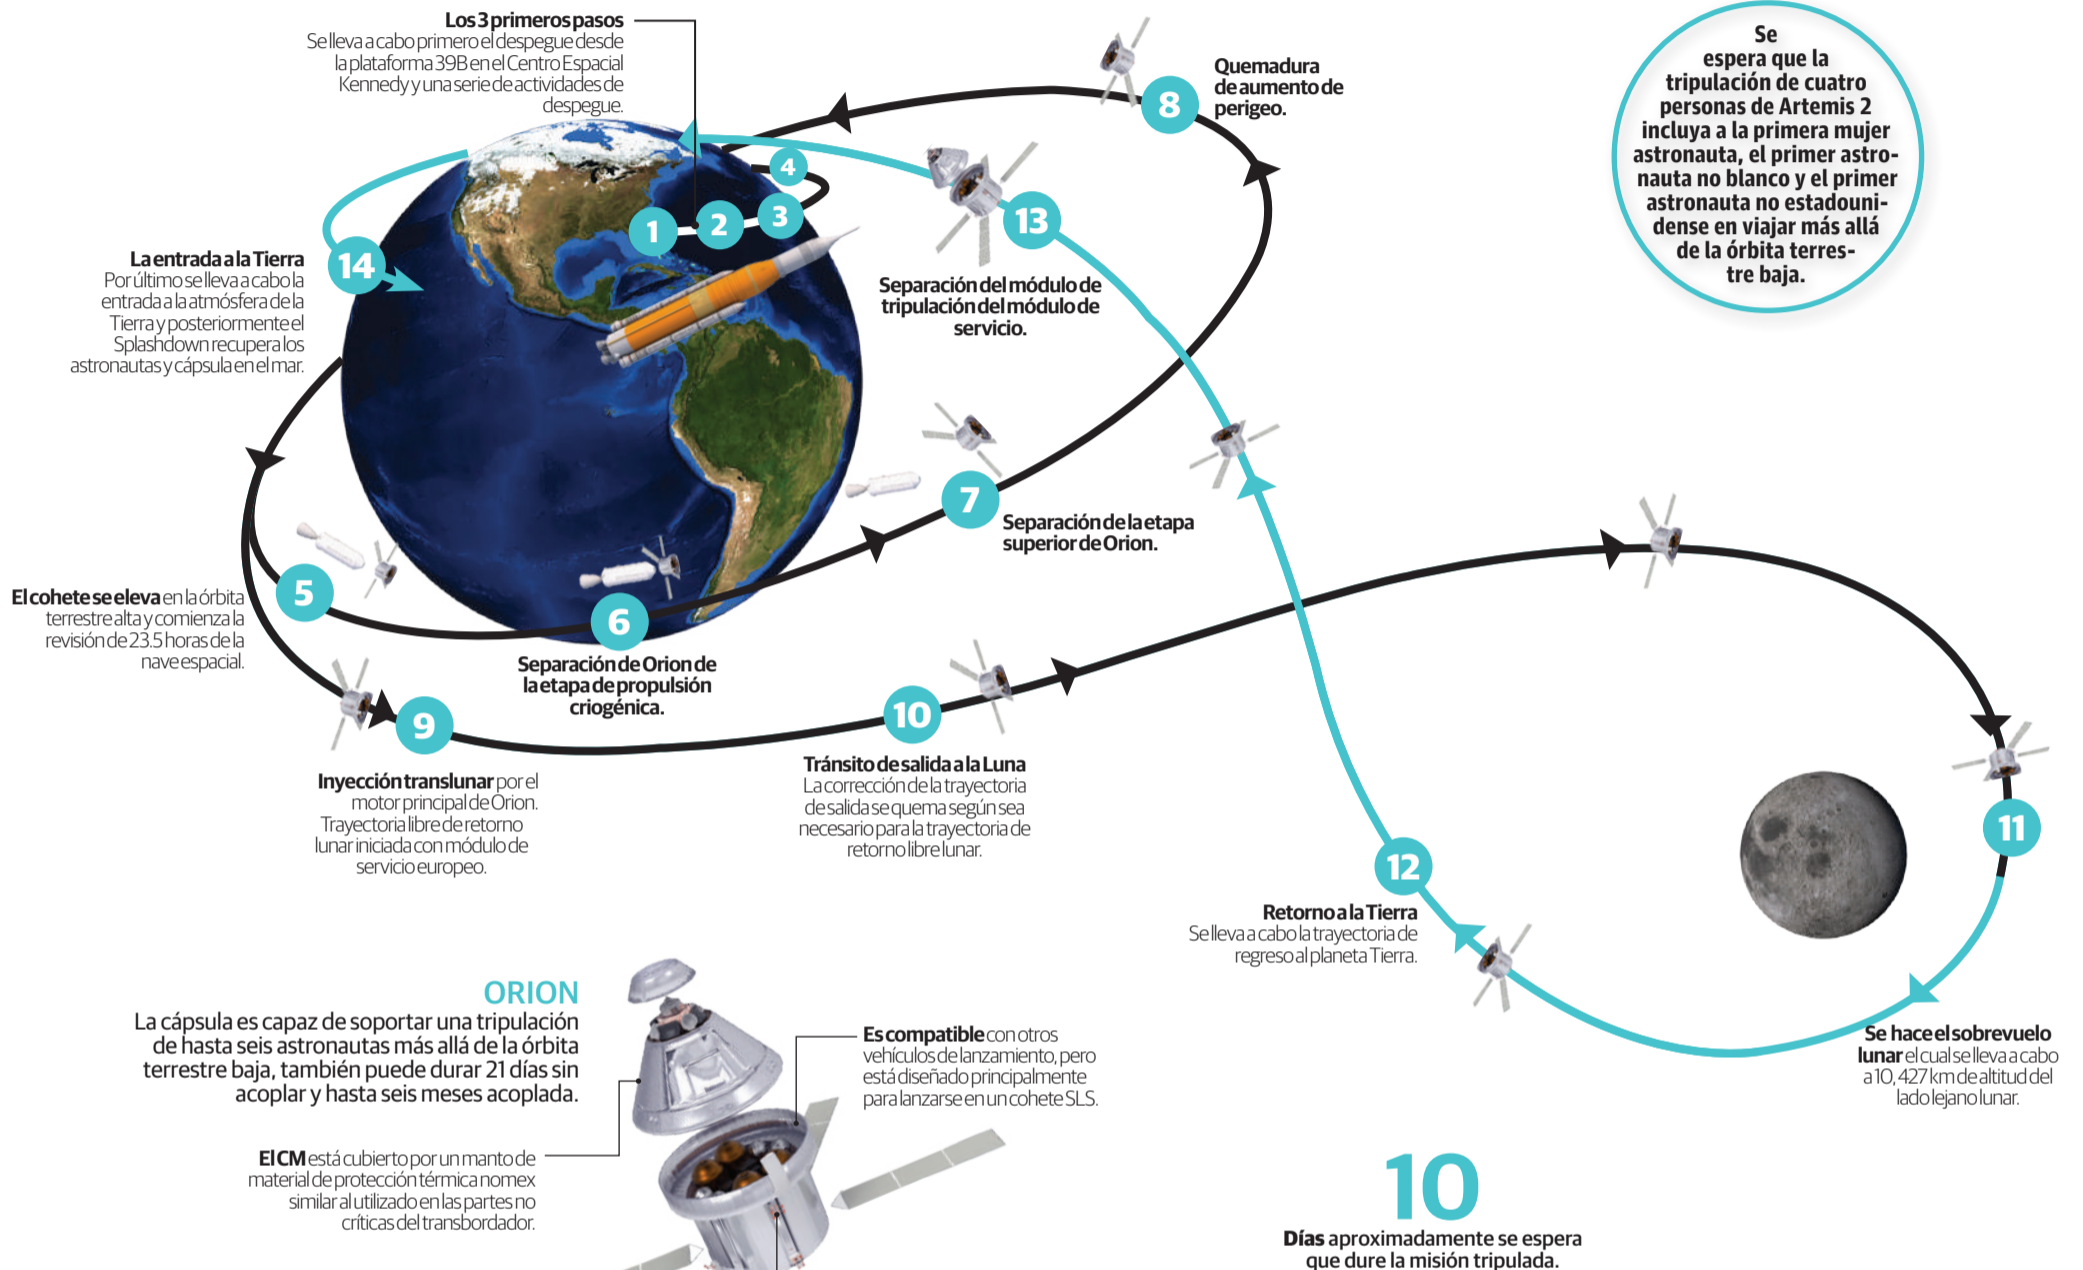 Los 3 primeros pasos
Se lleva a cabo primero el despegue desde
la plataforma 39B en el Centro Espacial
Kennedy y una serie de actividades de
despegue.
Quemadura
de aumento de
perigeo.
8
Se
espera que la
tripulación de cuatro
personas de Artemis 2
incluya a la primera mujer
astronauta, el primer astro-
nauta no blanco y el primer
astronauta no estadouni-
dense en viajar más allá
de la órbita terres-
tre baja.
4
1
2
3
13
Separación del módulo de
tripulación del módulo de
servicio.
14
La entrada a la Tierra
Por último se lleva a cabo la
entrada a la atmósfera de la
Tierra y posteriormente el
Splashdown recupera los
astronautas y cápsula en el mar.
7
Separación de la etapa
superior de Orion.
5
El cohete se eleva en la órbita
terrestre alta y comienza la
revisión de 23.5 horas de la
nave espacial.
6
Separación de Orion de
la etapa de propulsión
criogénica.
9
Inyección translunar por el
motor principal de Orion.
Trayectoria libre de retorno
lunar iniciada con módulo de
servicio europeo.
10
Tránsito de salida a la Luna
La corrección de la trayectoria
de salida se quema según sea
necesario para la trayectoria de
retorno libre lunar.
11
12
Retorno a la Tierra
Se lleva a cabo la trayectoria de
regreso al planeta Tierra.
Se hace el sobrevuelo
lunar el cual se lleva a cabo
a 10, 427 km de altitud del
lado lejano lunar.
ORION
La cápsula es capaz de soportar una tripulación
de hasta seis astronautas más allá de la órbita
terrestre baja, también puede durar 21 días sin
acoplar y hasta seis meses acoplada.
Es compatible con otros
vehículos de lanzamiento, pero
está diseñado principalmente
para lanzarse en un cohete SLS.
El CM está cubierto por un manto de
material de protección térmica nomex
similar al utilizado en las partes no
críticas del transbordador.
10
Días aproximadamente se espera
que dure la misión tripulada.